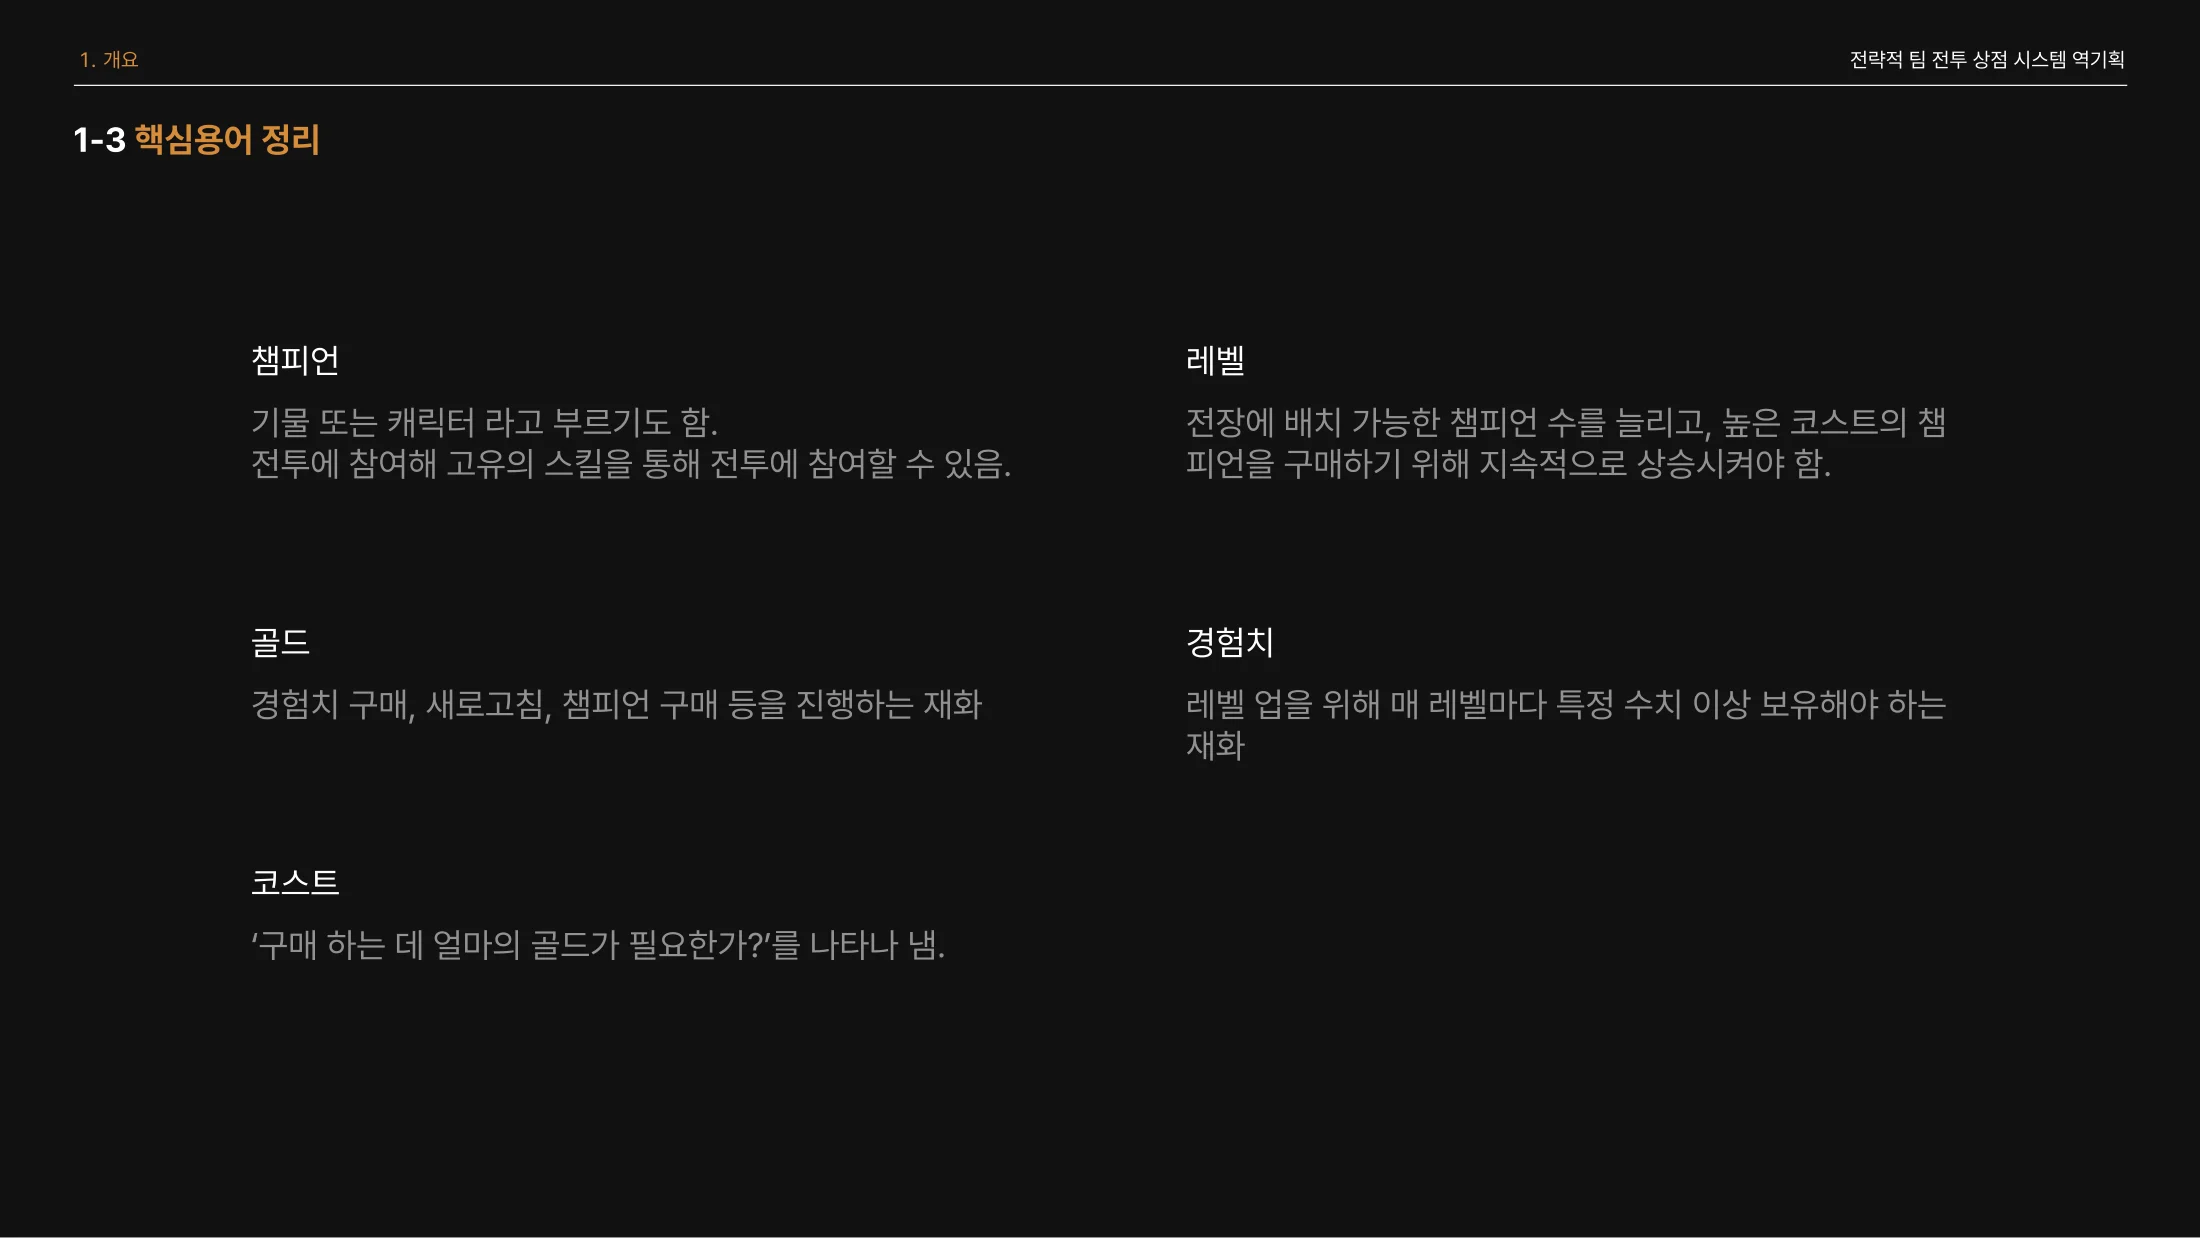 1. 개요
전략적 팀 전투 상점 시스템 역기획
1-3 핵심용어 정리
챔피언
기물 또는 캐릭터 라고 부르기도 함.
전투에 참여해 고유의 스킬을 통해 전투에 참여할 수 있음.
레벨
전장에 배치 가능한 챔피언 수를 늘리고, 높은 코스트의 챔
피언을 구매하기 위해 지속적으로 상승시켜야 함.
골드
경험치 구매, 새로고침, 챔피언 구매 등을 진행하는 재화
경험치
레벨 업을 위해 매 레벨마다 특정 수치 이상 보유해야 하는
재화
코스트
‘구매 하는 데 얼마의 골드가 필요한가?’를 나타나 냄.